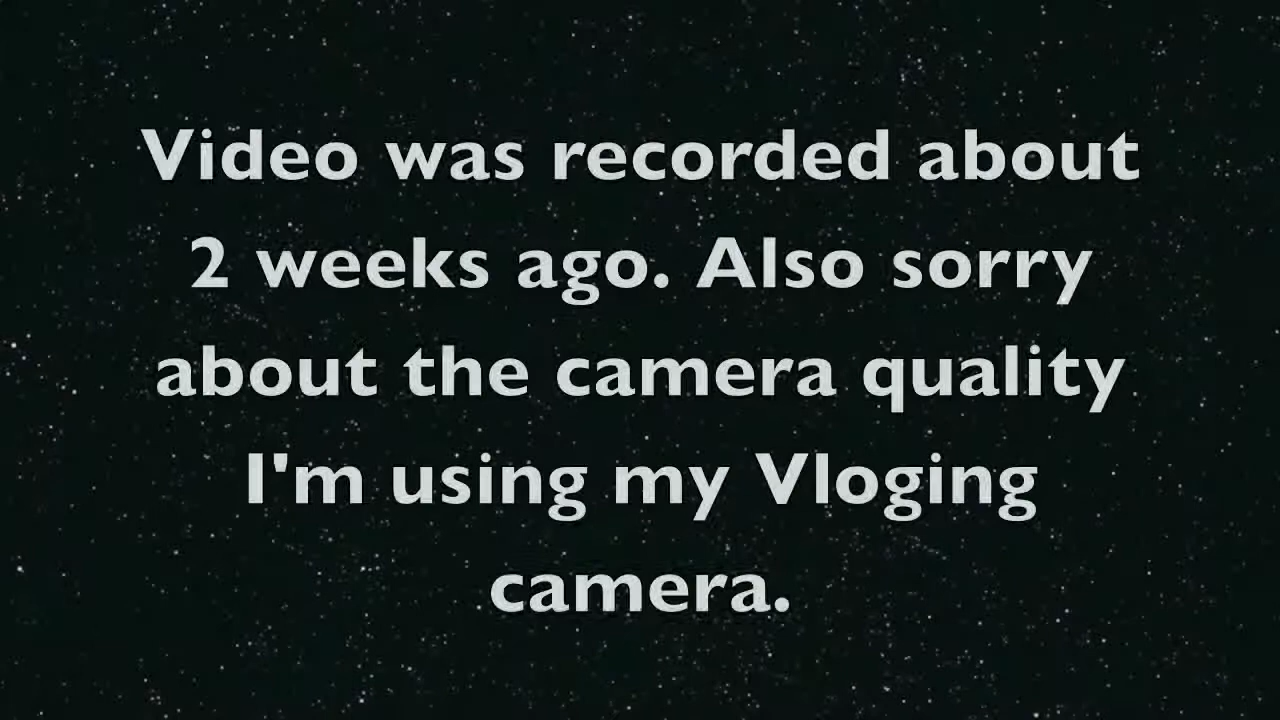 Video was recorded about
2 weeks ago. Also sorry
about the camera quality
I'm using my Vloging
camera.